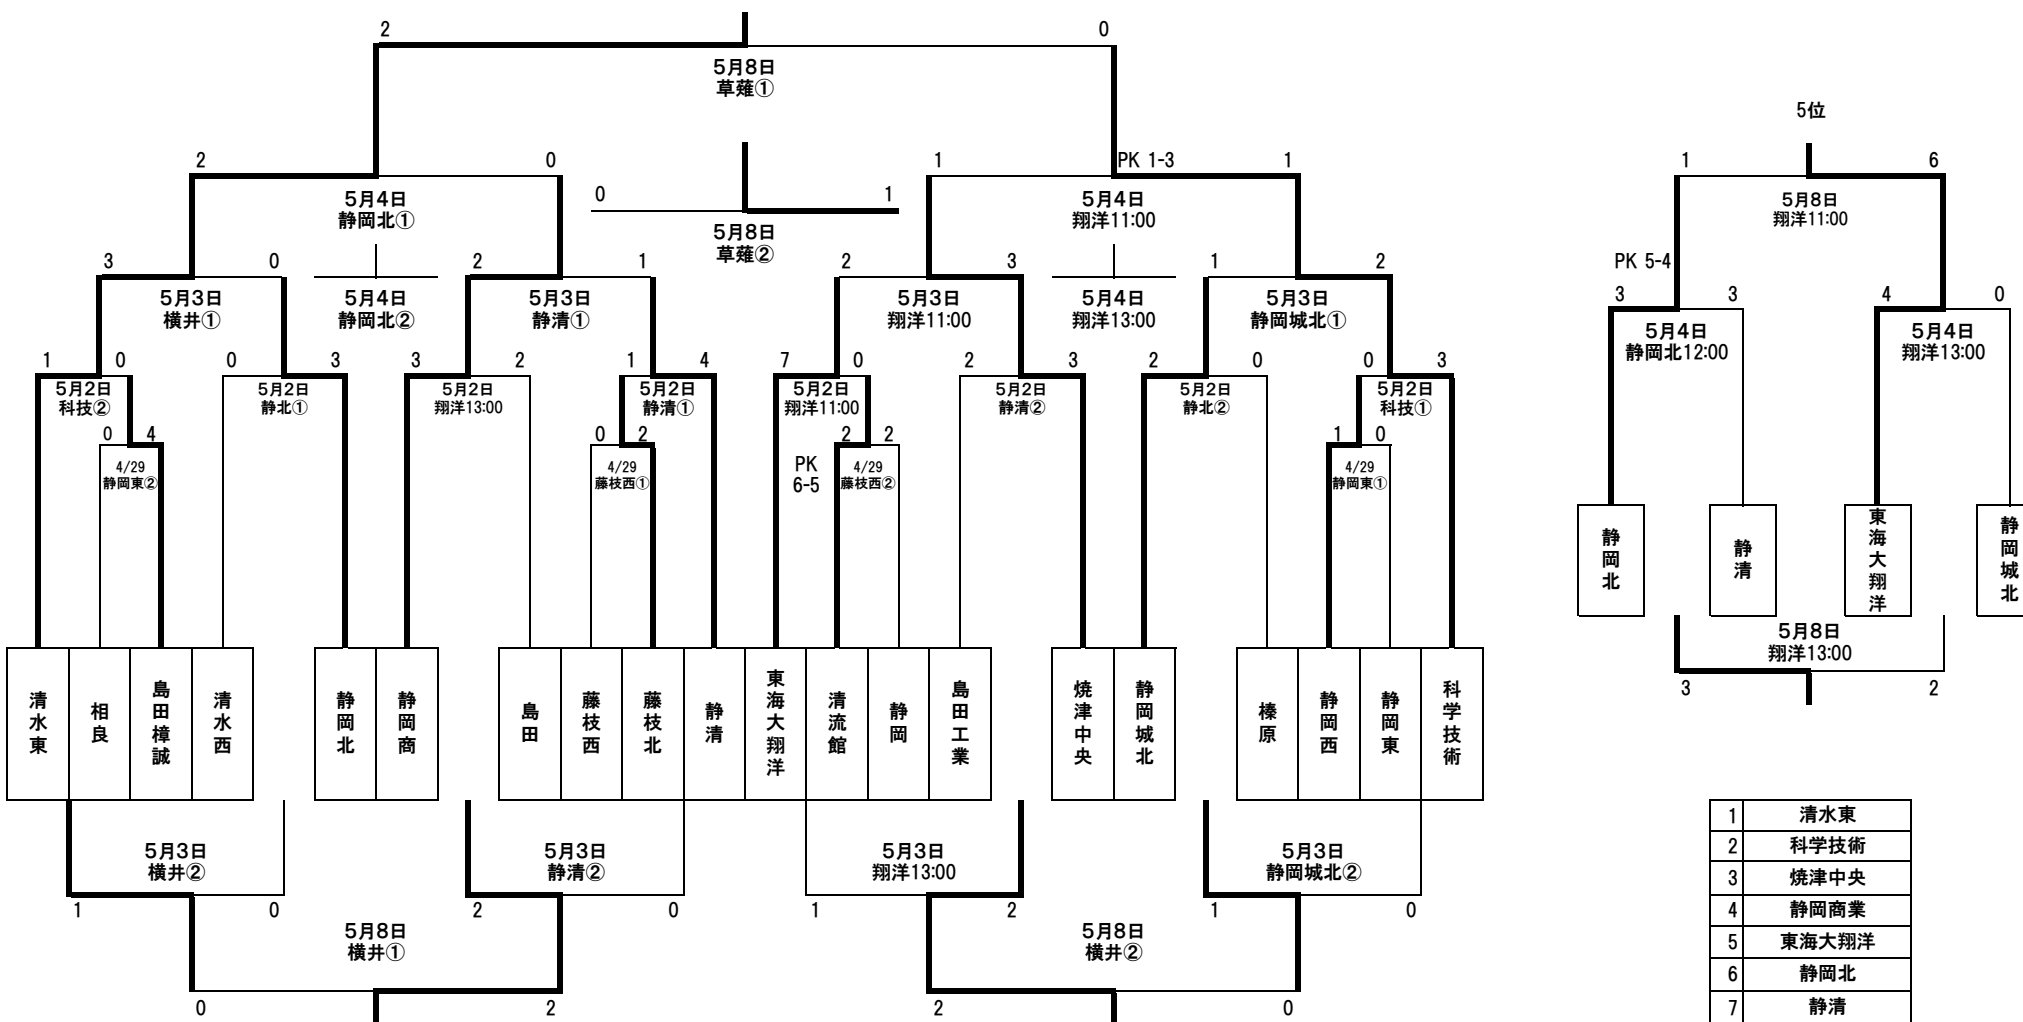 2 0
5月8日
草薙①
5位
2 0 1 PK 1-3 1 1 6
5月4日
静岡北①
0 1
5月4日
翔洋11:00
5月8日
翔洋11:00
5月8日
草薙②
3 0 2 1 2 3 1 2
PK 5-4
5月3日
横井①
5月4日
静岡北②
5月3日
静清①
5月3日
翔洋11:00
5月4日
翔洋13:00
5月3日
静岡城北①
3 3 4 0
5月4日
静岡北12:00
5月4日
翔洋13:00
1 0 0 3 3 2 1 4 7 0 2 3 2 0 0 3
5月2日
科技②
5月2日
静北①
5月2日
翔洋13:00
5月2日
静清①
5月2日
翔洋11:00
5月2日
静清②
5月2日
静北②
5月2日
科技①
0 4 0 2 2 2 1 0
4/29
静岡東②
4/29
藤枝西①
PK
6-5
4/29
藤枝西②
4/29
静岡東①
静岡北
静清
東海大翔洋
静岡城北
5月8日
翔洋13:00
3 2
清水東
相良
島田樟誠
清水西
静岡北
静岡商
島田
藤枝西
藤枝北
静清
東海大翔洋
清流館
静岡
島田工業
焼津中央
静岡城北
榛原
静岡西
静岡東
科学技術
5月3日
横井②
5月3日
静清②
5月3日
翔洋13:00
5月3日
静岡城北②
1 0 2 0 1 2 1 0
5月8日
横井①
5月8日
横井②
0 2 2 0
1 清水東
2 科学技術
3 焼津中央
4 静岡商業
5 東海大翔洋
6 静岡北
7 静清